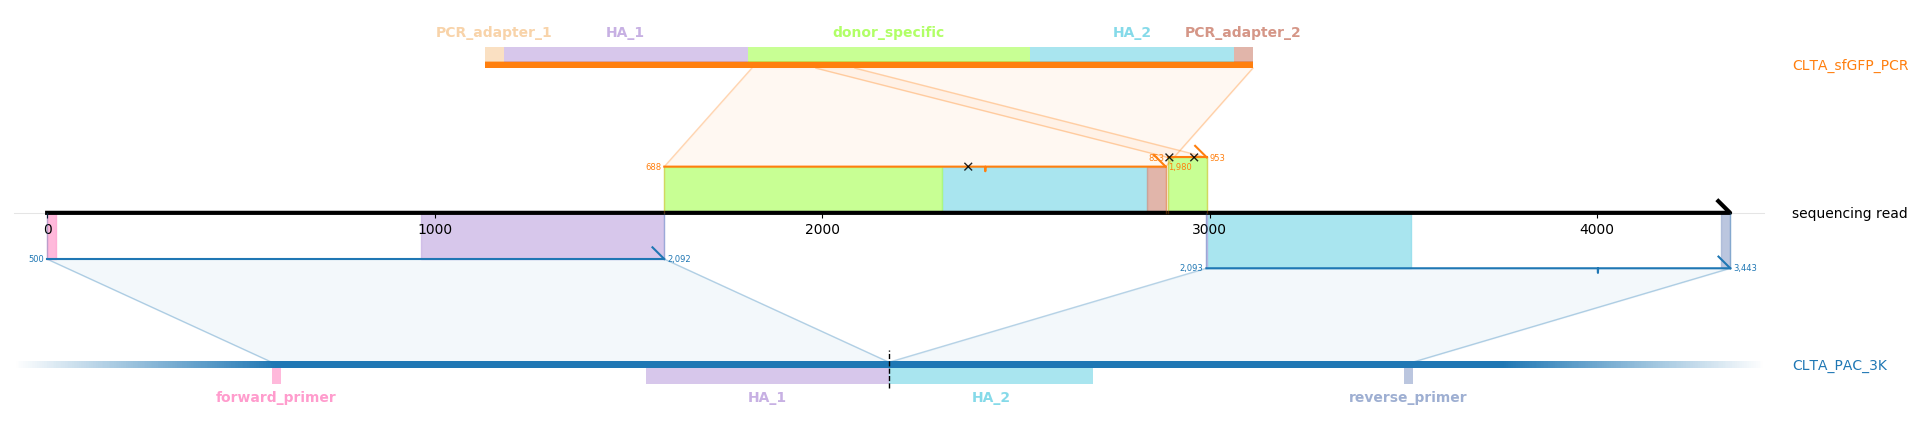 PCR_adapter_1 HA_1 donor_specific HA_2 PCR_adapter_2
CLTA_sfGFP_PCR
953
688 1,980
0 1000 2000 3000 4000
sequencing read
500 2,092
2,093 3,443
CLTA_PAC_3K
forward_primer HA_1 HA_2 reverse_primer